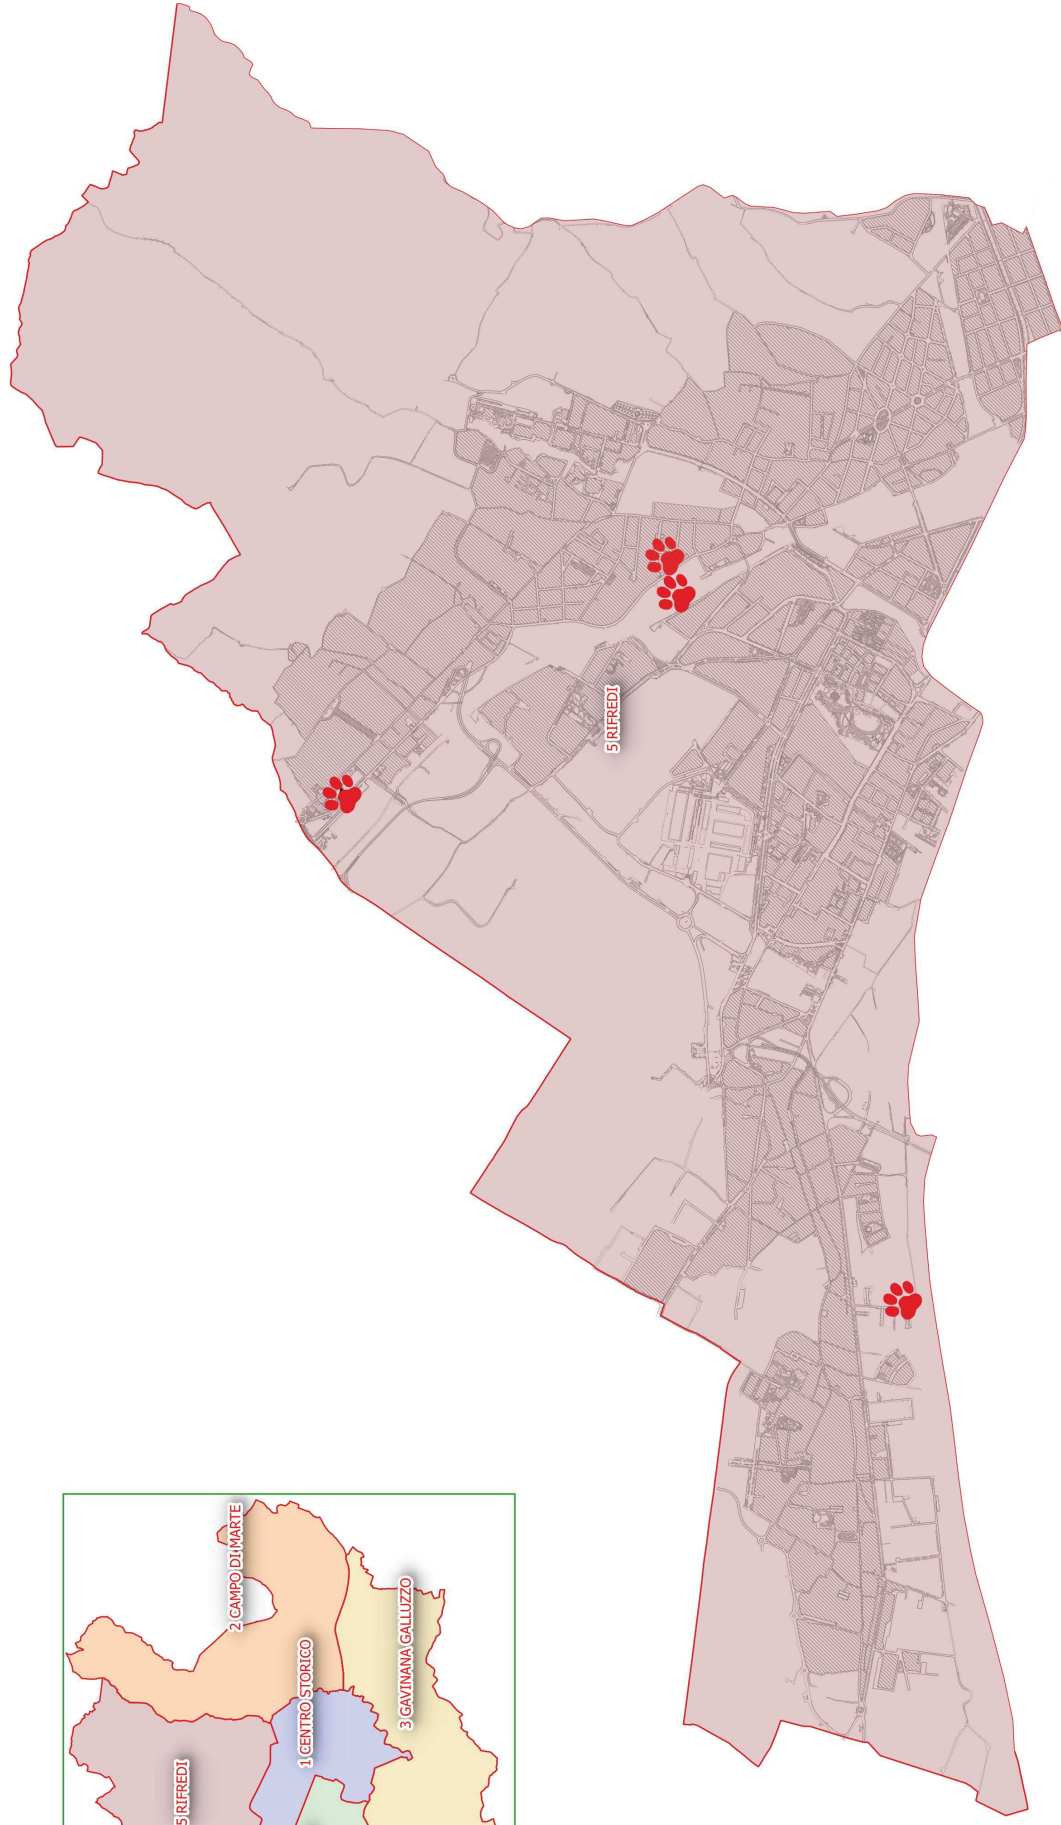 5 RIFREDI
2 CAMPO DI MARTE
1 CENTRO STORICO
3 GAVINANA GALLUZZO
5 RIFREDI